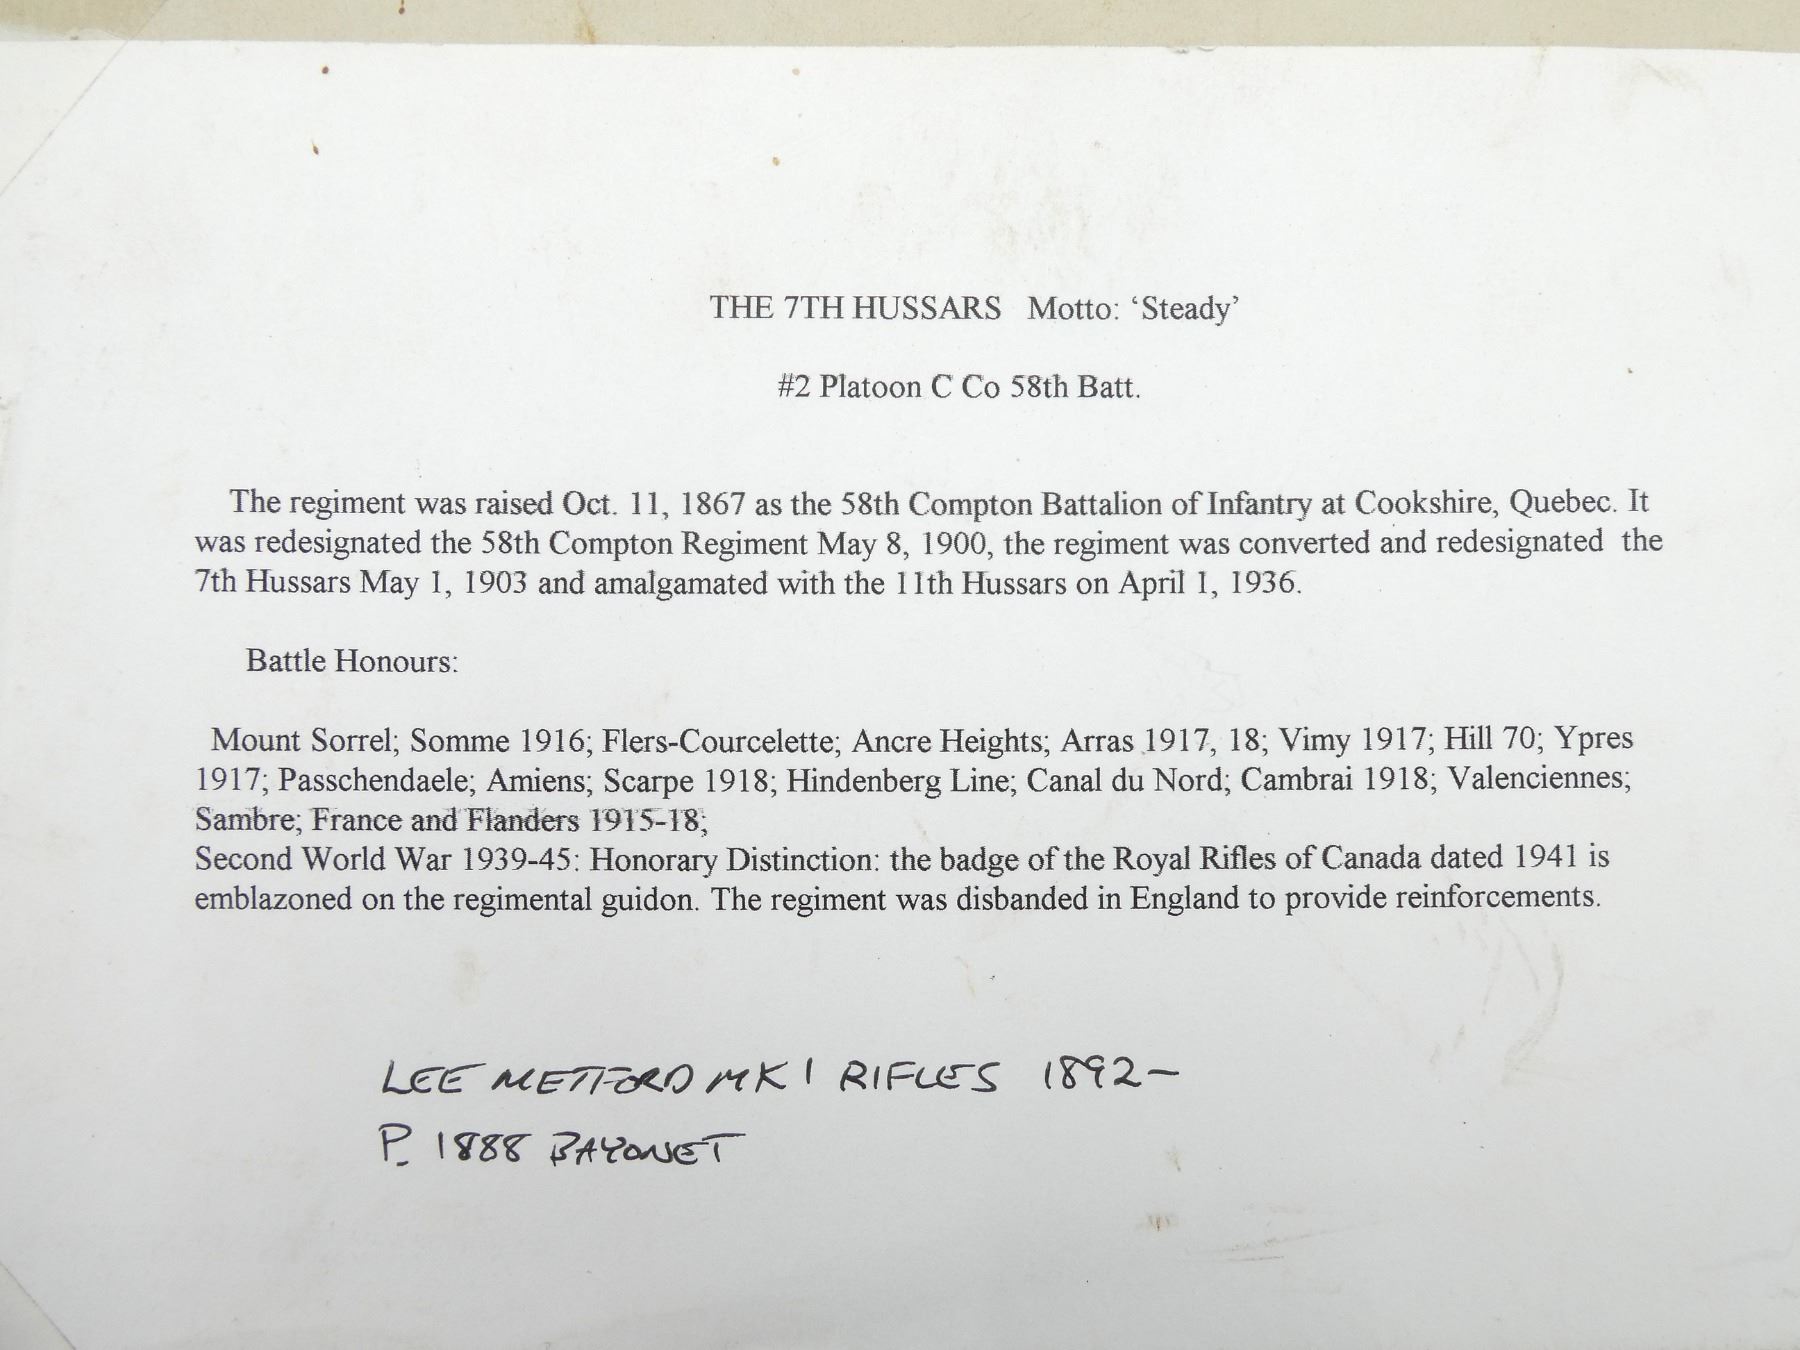 THE 7TH HUSSARS Motto: ‘Steady’
#2 Platoon C Co 58th Batt.
The regiment was raised Oct. 11, 1867 as the 58th Compton Battalion of Infantry at Cookshire, Quebec. It
was redesignated the 58th Compton Regiment May 8, 1900, the regiment was converted and redesignated the
7th Hussars May 1, 1903 and amalgamated with the 11th Hussars on April 1, 1936.
Battle Honours:
Mount Sorrel; Somme 1916; Flers-Courcelette; Ancre Heights; Arras 1917, 18; Vimy 1917; Hill 70; Ypres
1917; Passchendaele; Amiens; Scarpe 1918; Hindenberg Line; Canal du Nord; Cambrai 1918; Valenciennes;
Sambre; France and Flanders 1915-18;
Second World War 1939-45: Honorary Distinction: the badge of the Royal Rifles of Canada dated 1941 is
emblazoned on the regimental guidon. The regiment was disbanded in England to provide reinforcements.
LEE METFORD MK 1 RIFLES 1892-
P. 1888 BAYONET